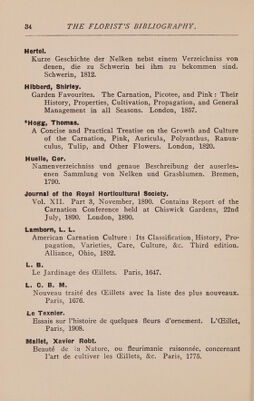 34 THE FLORIST'S BIBLIOGRAPHY.
Hertel.
Kurze Geschichte der Nelken nebst einem Verzeichniss von
denen, die zu Schwerin bei ihm zu bekommen sind.
Schwerin, 1812.
Hibberd, Shirley.
Garden Favourites. The Carnation, Picotee, and Pink: Their
History, Properties, Cultivation, Propagation, and General
Management in all Seasons. London, 1857.
*Hogg, Thomas.
A Concise and Practical Treatise on the Growth and Culture
of the Carnation, Pink, Auricula, Polyanthus, Ranun-
culus, Tulip, and Other Flowers. London, 1820.
Huelle, Cer.
Namenverzeichniss und genaue Beschreibung der auserles-
enen Sammlung von Nelken und Grasblumen. Bremen,
1790.
Journal of the Royal Horticultural Society.
Vol. XII. Part 3, November, 1890. Contains Report of the
Carnation Conference held at Chiswick Gardens, 22nd
July, 1890. London, 1890.
Lamborn, L. L.
American Carnation Culture: Its Classification, History, Pro-
pagation, Varieties, Care, Culture, &c. Third edition.
Alliance, Ohio, 1892.
L. B.
Le Jardinage des Œillets. Paris, 1647.
L. C. B. M.
Nouveau traité des Œillets avec la liste des plus nouveaux.
Paris, 1676.
Le Texnier.
Essais sur l'histoire de quelques fleurs d'ornement. L'Œillet,
Paris, 1908.
Mallet, Xavier Robt.
Beauté de la Nature, ou fleurimanie raisonnée, concernant
l'art de cultiver les Œillets, &c. Paris, 1775.